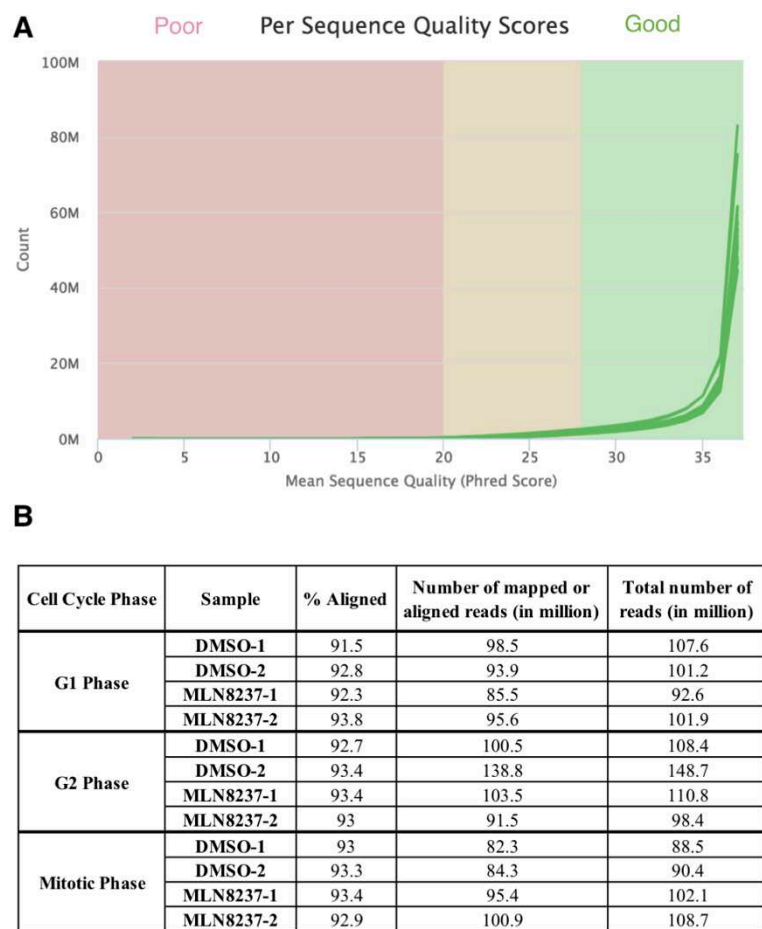 A
Poor Per Sequence Quality Scores Good
100M
80M
60M
40M
20M
0M
Count
0 5 10 15 20 25 30 35
Mean Sequence Quality (Phred Score)
B
Cell Cycle Phase Sample % Aligned Number of mapped or aligned reads (in million) Total number of reads (in million)
G1 Phase DMSO-1 91.5 98.5 107.6
DMSO-2 92.8 93.9 101.2
MLN8237-1 92.3 85.5 92.6
MLN8237-2 93.8 95.6 101.9
G2 Phase DMSO-1 92.7 100.5 108.4
DMSO-2 93.4 138.8 148.7
MLN8237-1 93.4 103.5 110.8
MLN8237-2 93 91.5 98.4
Mitotic Phase DMSO-1 93 82.3 88.5
DMSO-2 93.3 84.3 90.4
MLN8237-1 93.4 95.4 102.1
MLN8237-2 92.9 100.9 108.7